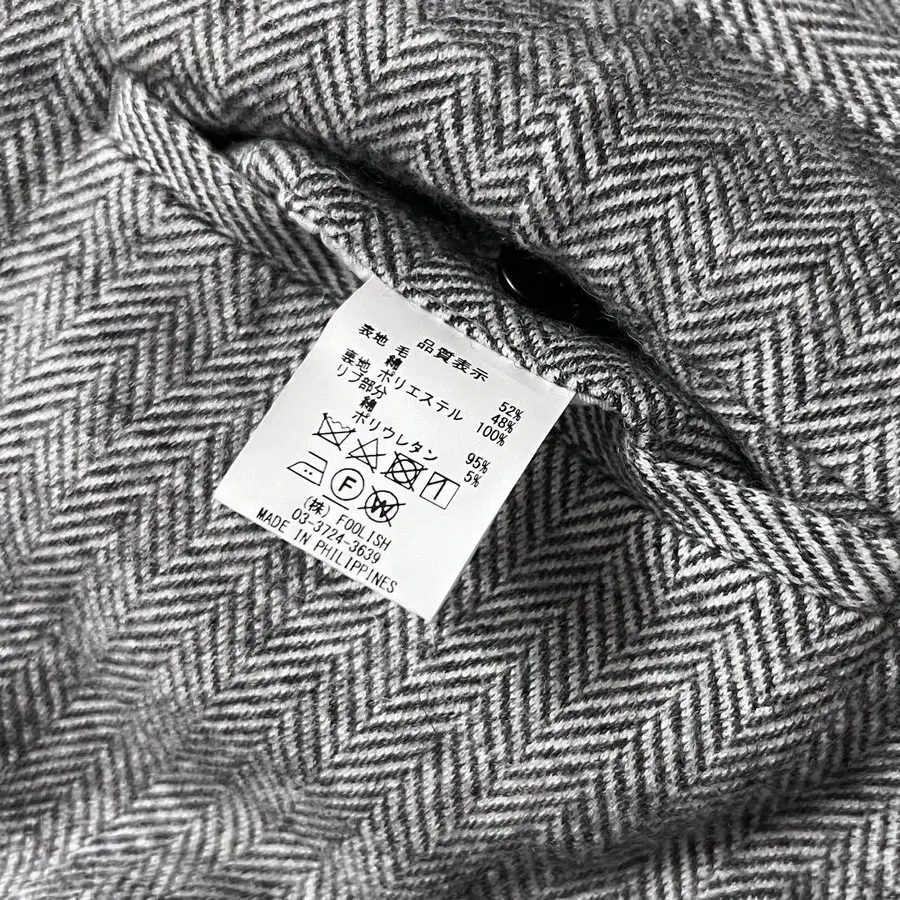 品質表示
表地 毛 52%
綿 48%
裏地 ポリエステル 100%
リブ部分
綿 95%
ポリウレタン 5%
F W
(株) FOOLISH
03-3724-3639
MADE IN PHILIPPINES